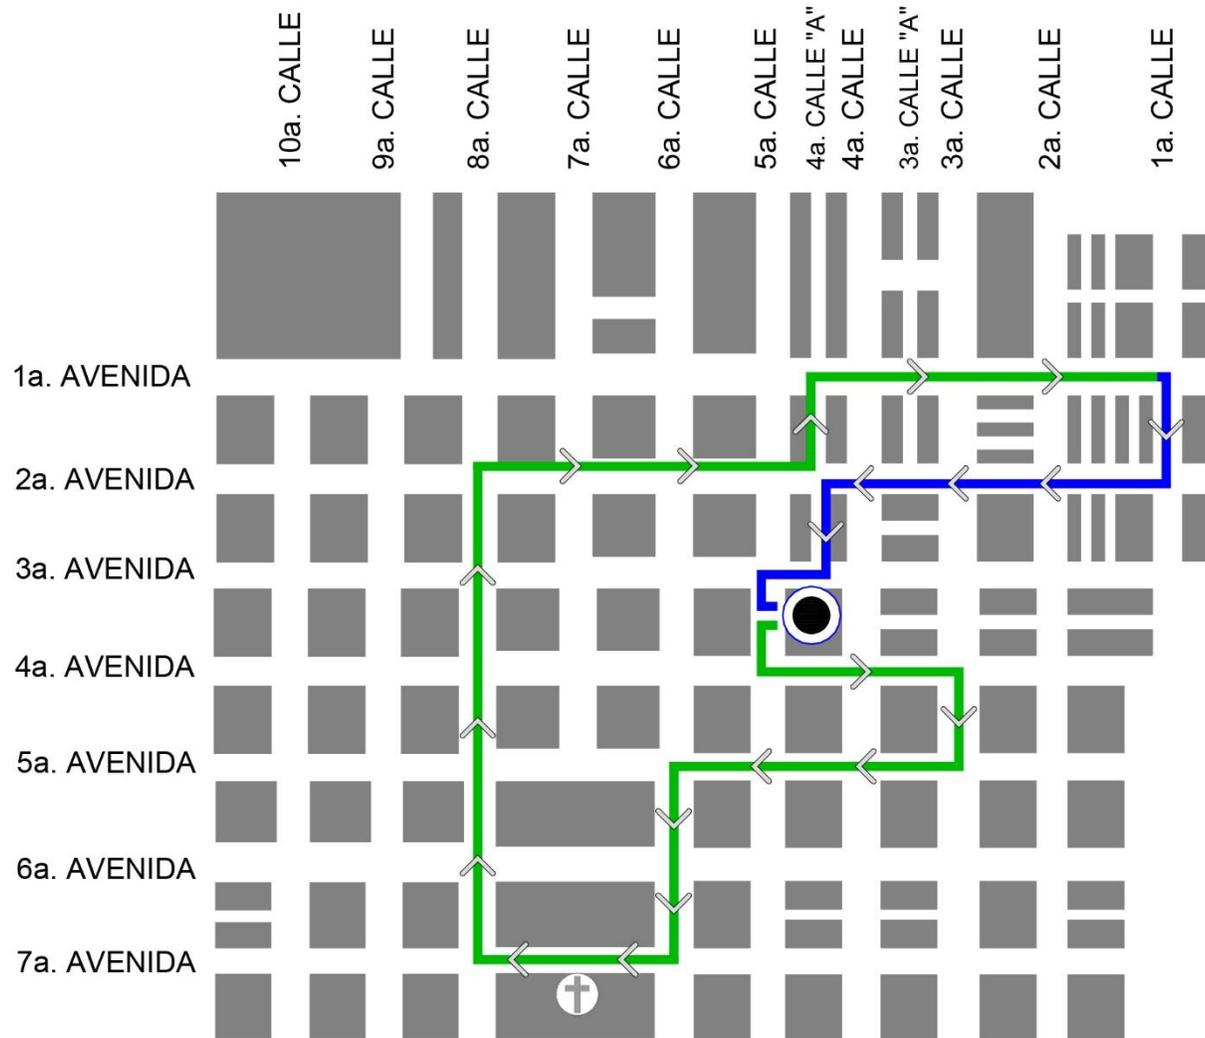 10a. CALLE
9a. CALLE
8a. CALLE
7a. CALLE
6a. CALLE
5a. CALLE
4a. CALLE "A"
4a. CALLE
3a. CALLE "A"
3a. CALLE
2a. CALLE
1a. CALLE
1a. AVENIDA
2a. AVENIDA
3a. AVENIDA
4a. AVENIDA
5a. AVENIDA
6a. AVENIDA
7a. AVENIDA